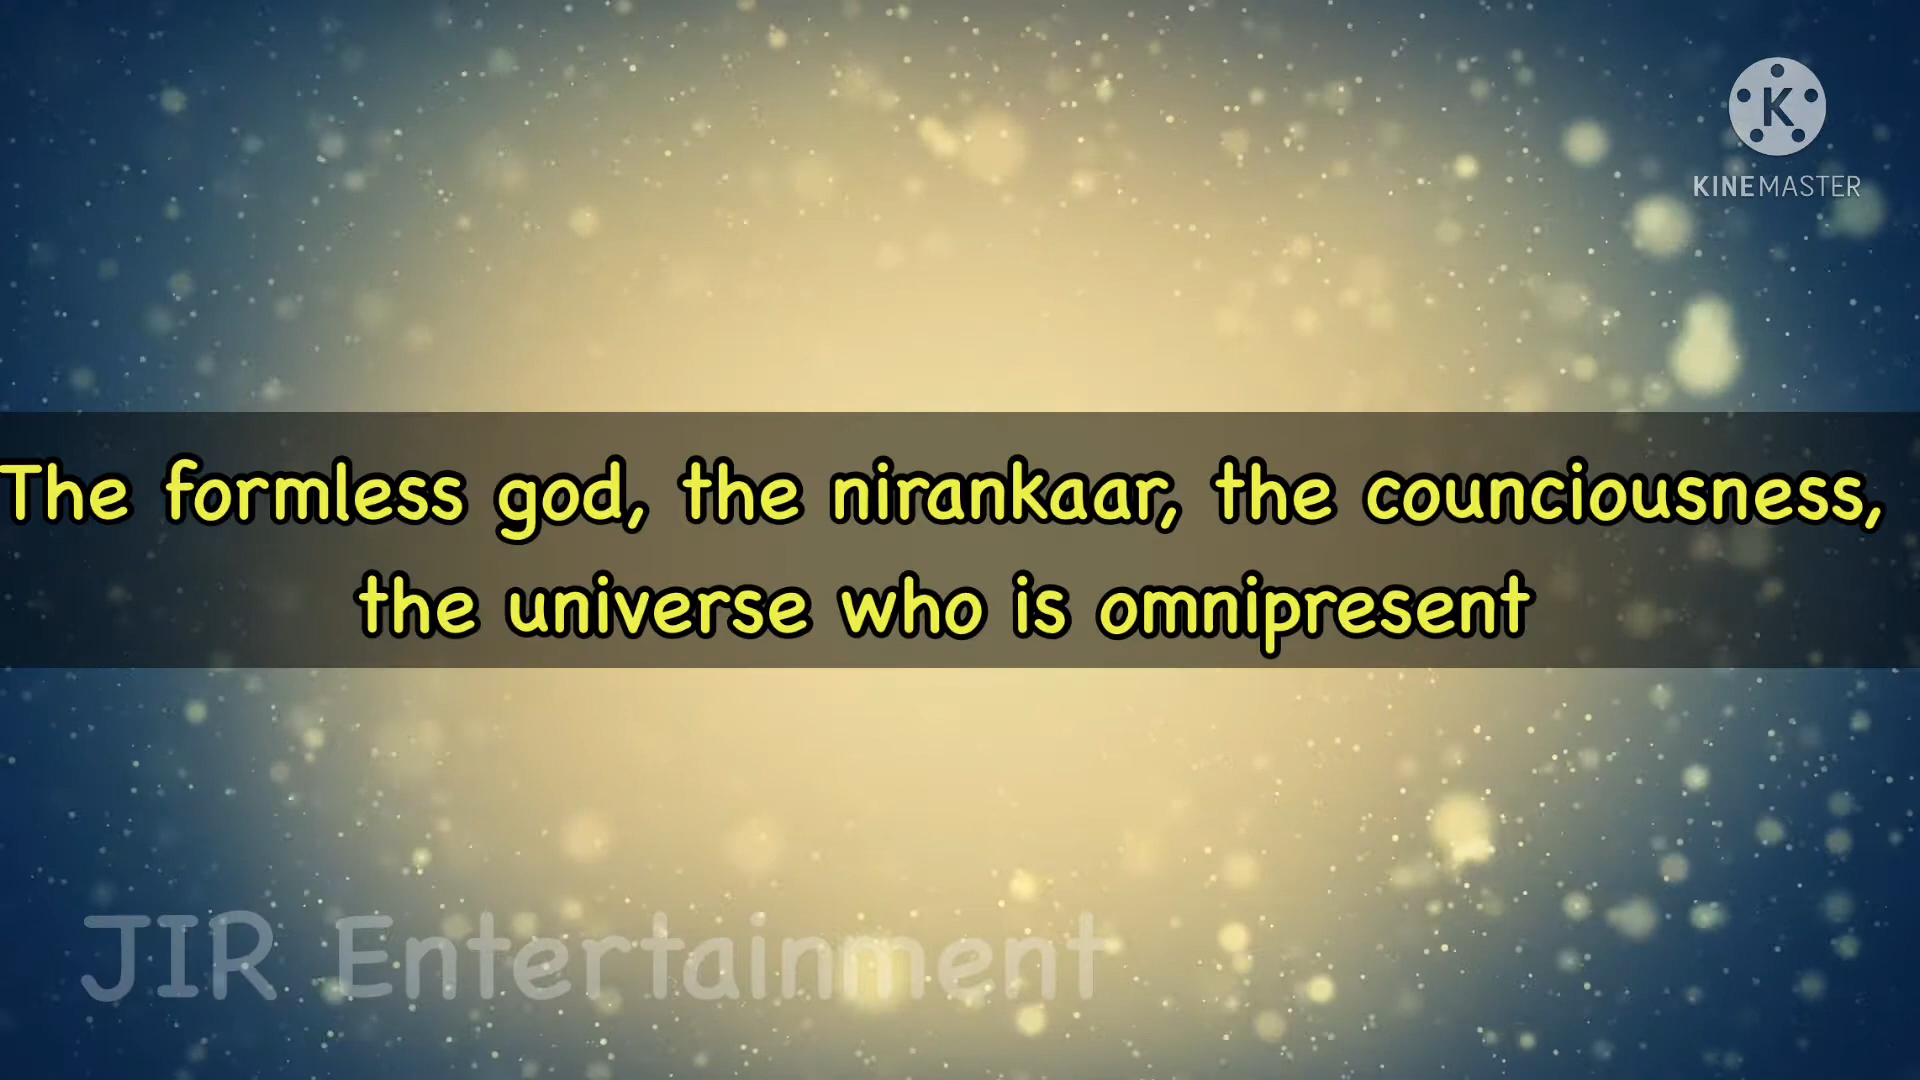 K
KINEMASTER
The formless god, the nirankaar, the counciousness,
the universe who is omnipresent
JIR Entertainment